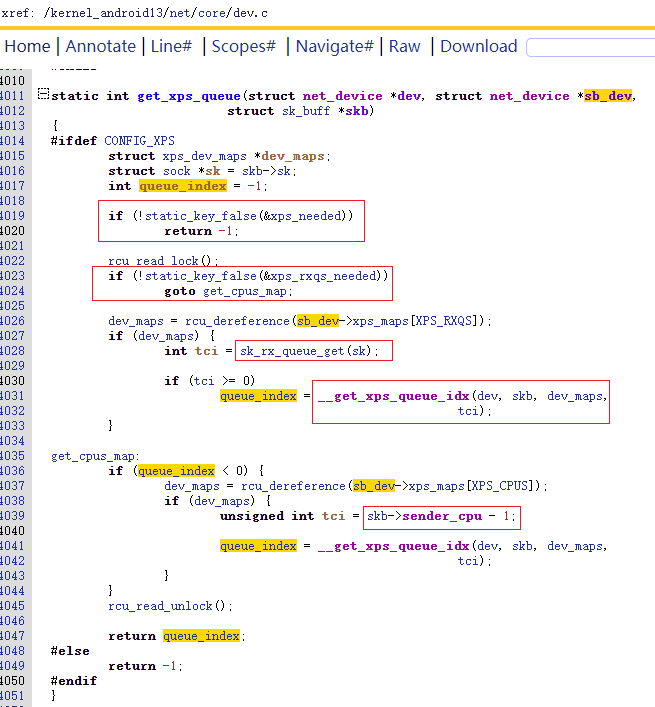 xref: /kernel_android13/net/core/dev.c
Home | Annotate | Line# | Scopes# | Navigate# | Raw | Download
4010
4011 static int get_xps_queue(struct net_device *dev, struct net_device *sb_dev,
4012 struct sk_buff *skb)
4013 {
4014 #ifdef CONFIG_XPS
4015 struct xps_dev_maps *dev_maps;
4016 struct sock *sk = skb->sk;
4017 int queue_index = -1;
4018
4019 if (!static_key_false(&xps_needed))
4020 return -1;
4021
4022 rcu_read_lock();
4023 if (!static_key_false(&xps_rxqs_needed))
4024 goto get_cpus_map;
4025
4026 dev_maps = rcu_dereference(sb_dev->xps_maps[XPS_RXQS]);
4027 if (dev_maps) {
4028 int tci = sk_rx_queue_get(sk);
4029
4030 if (tci >= 0)
4031 queue_index = __get_xps_queue_idx(dev, skb, dev_maps,
4032 tci);
4033 }
4034
4035 get_cpus_map:
4036 if (queue_index < 0) {
4037 dev_maps = rcu_dereference(sb_dev->xps_maps[XPS_CPUS]);
4038 if (dev_maps) {
4039 unsigned int tci = skb->sender_cpu - 1;
4040
4041 queue_index = __get_xps_queue_idx(dev, skb, dev_maps,
4042 tci);
4043 }
4044 }
4045 rcu_read_unlock();
4046
4047 return queue_index;
4048 #else
4049 return -1;
4050 #endif
4051 }